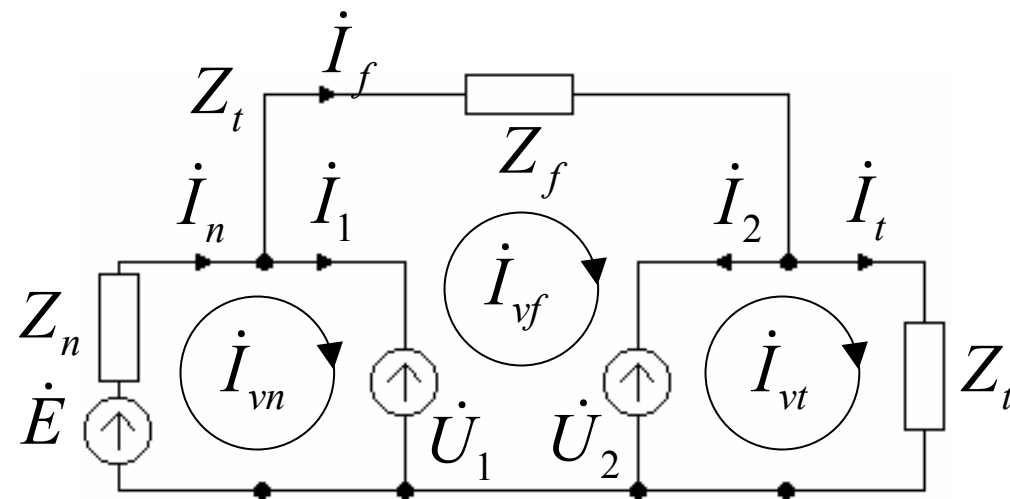 İ_f
Z_t
Z_f
İ_n İ_1 İ_2 İ_t
İ_vf
Z_n İ_vn İ_vt Z_t
Ė U̇_1 U̇_2